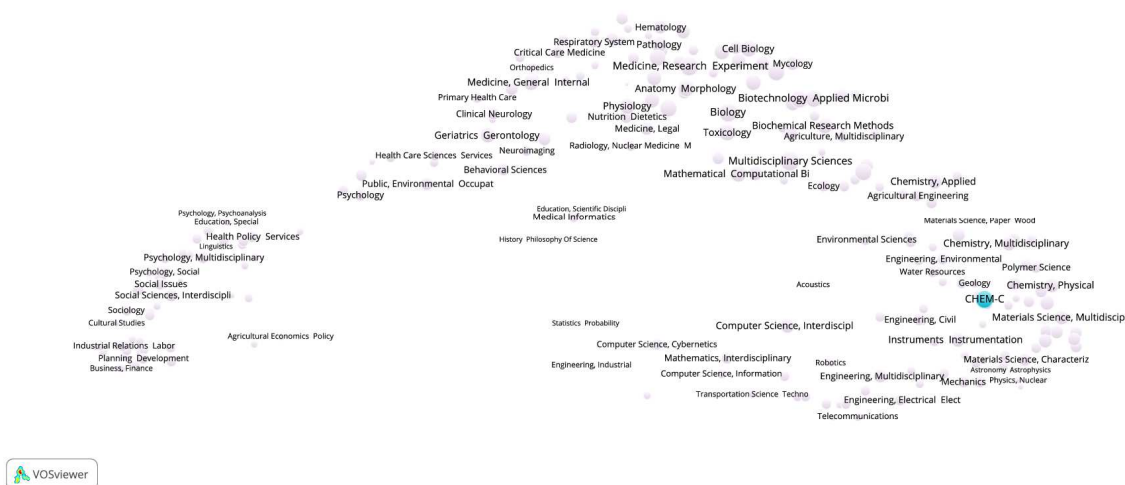 Hematology
Respiratory System Pathology
Critical Care Medicine
Cell Biology
Orthopedics
Medicine, Research Experiment Mycology
Medicine, General Internal
Anatomy Morphology
Primary Health Care
Biotechnology Applied Microbi
Physiology
Clinical Neurology
Nutrition Dietetics
Biology
Medicine, Legal
Biochemical Research Methods
Geriatrics Gerontology
Toxicology
Agriculture, Multidisciplinary
Radiology, Nuclear Medicine M
Neuroimaging
Health Care Sciences Services
Multidisciplinary Sciences
Behavioral Sciences
Mathematical Computational Bi
Public, Environmental Occupat
Ecology
Chemistry, Applied
Psychology
Agricultural Engineering
Education, Scientific Discipli
Psychology, Psychoanalysis
Medical Informatics
Education, Special
Materials Science, Paper Wood
Health Policy Services
History Philosophy Of Science
Environmental Sciences
Linguistics
Chemistry, Multidisciplinary
Psychology, Multidisciplinary
Engineering, Environmental
Psychology, Social
Water Resources
Polymer Science
Social Issues
Acoustics
Geology
Chemistry, Physical
Social Sciences, Interdiscipli
CHEM-C
Sociology
Cultural Studies
Statistics Probability
Computer Science, Interdiscipl
Engineering, Civil
Materials Science, Multidiscip
Agricultural Economics Policy
Instruments Instrumentation
Industrial Relations Labor
Computer Science, Cybernetics
Planning Development
Mathematics, Interdisciplinary
Materials Science, Characteriz
Business, Finance
Engineering, Industrial
Robotics
Astronomy Astrophysics
Computer Science, Information
Engineering, Multidisciplinary
Mechanics Physics, Nuclear
Transportation Science Techno
Engineering, Electrical Elect
Telecommunications
VOSviewer